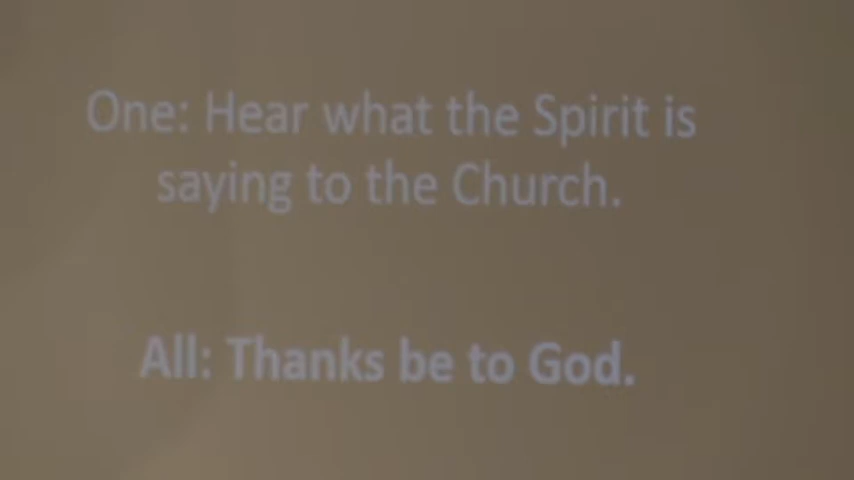 One: Hear what the Spirit is
saying to the Church.
All: Thanks be to God.